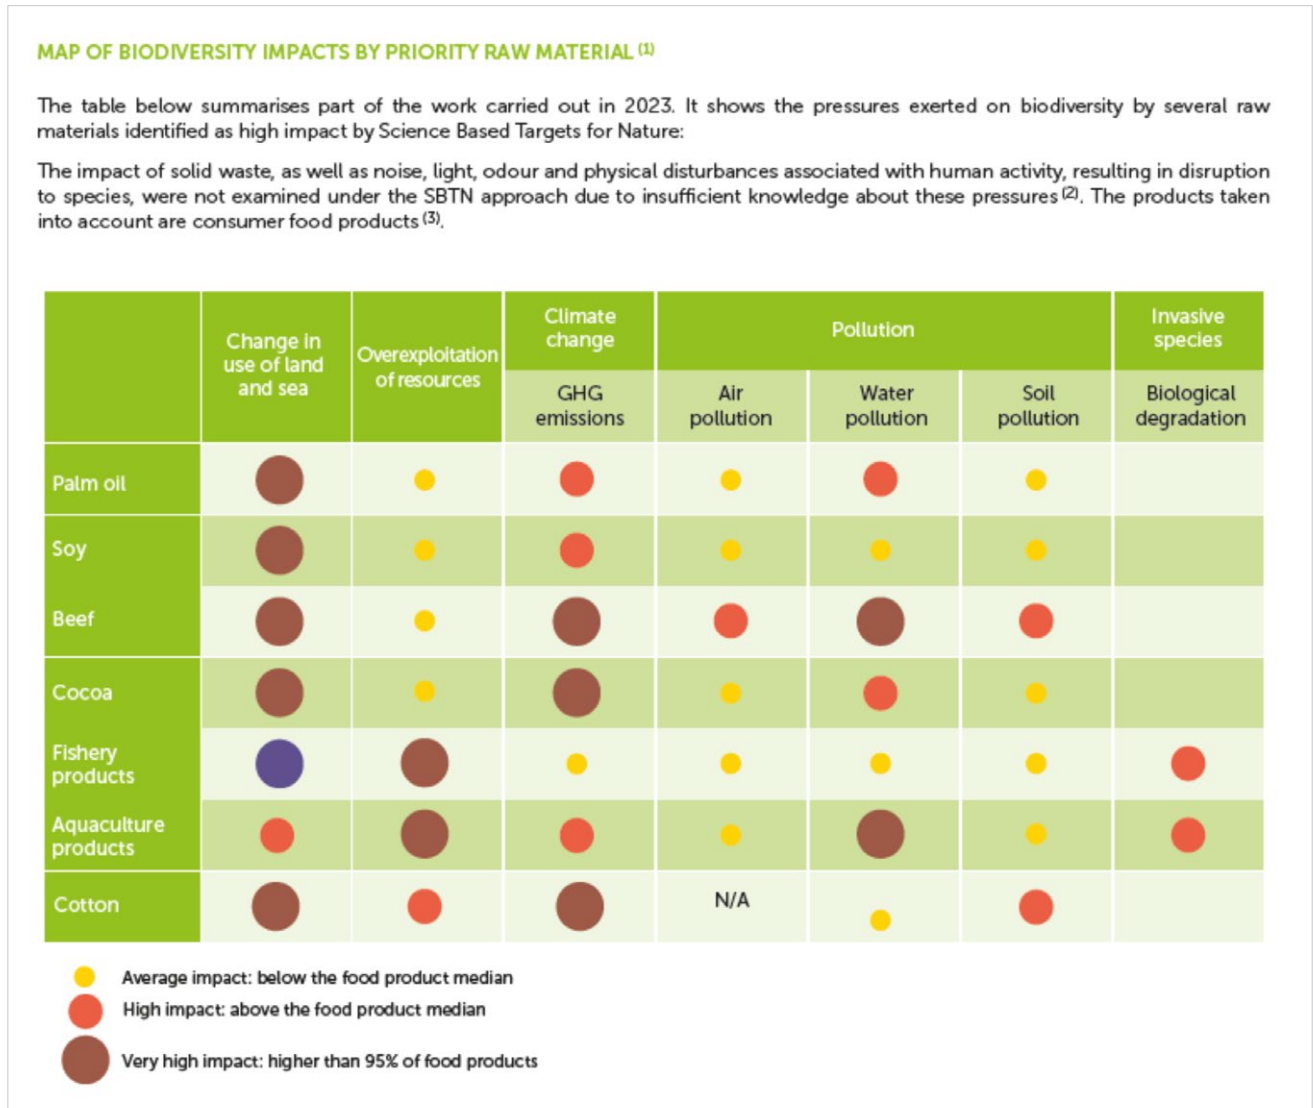 MAP OF BIODIVERSITY IMPACTS BY PRIORITY RAW MATERIAL (1)
The table below summarises part of the work carried out in 2023. It shows the pressures exerted on biodiversity by several raw
materials identified as high impact by Science Based Targets for Nature:
The impact of solid waste, as well as noise, light, odour and physical disturbances associated with human activity, resulting in disruption
to species, were not examined under the SBTN approach due to insufficient knowledge about these pressures (2). The products taken
into account are consumer food products (3).
Change in
use of land
and sea
Overexploitation
of resources
Climate
change
Pollution
Invasive
species
GHG
emissions
Air
pollution
Water
pollution
Soil
pollution
Biological
degradation
Palm oil
Soy
Beef
Cocoa
Fishery
products
Aquaculture
products
Cotton
N/A
Average impact: below the food product median
High impact: above the food product median
Very high impact: higher than 95% of food products